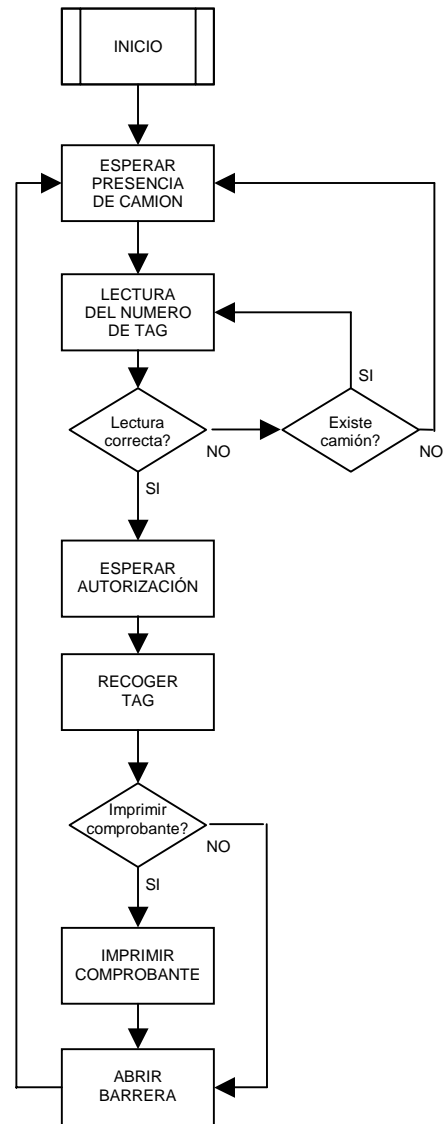 INICIO
ESPERAR
PRESENCIA
DE CAMION
LECTURA
DEL NUMERO
DE TAG
SI
Lectura
correcta?
NO
Existe
camión?
NO
SI
ESPERAR
AUTORIZACIÓN
RECOGER
TAG
Imprimir
comprobante?
NO
SI
IMPRIMIR
COMPROBANTE
ABRIR
BARRERA